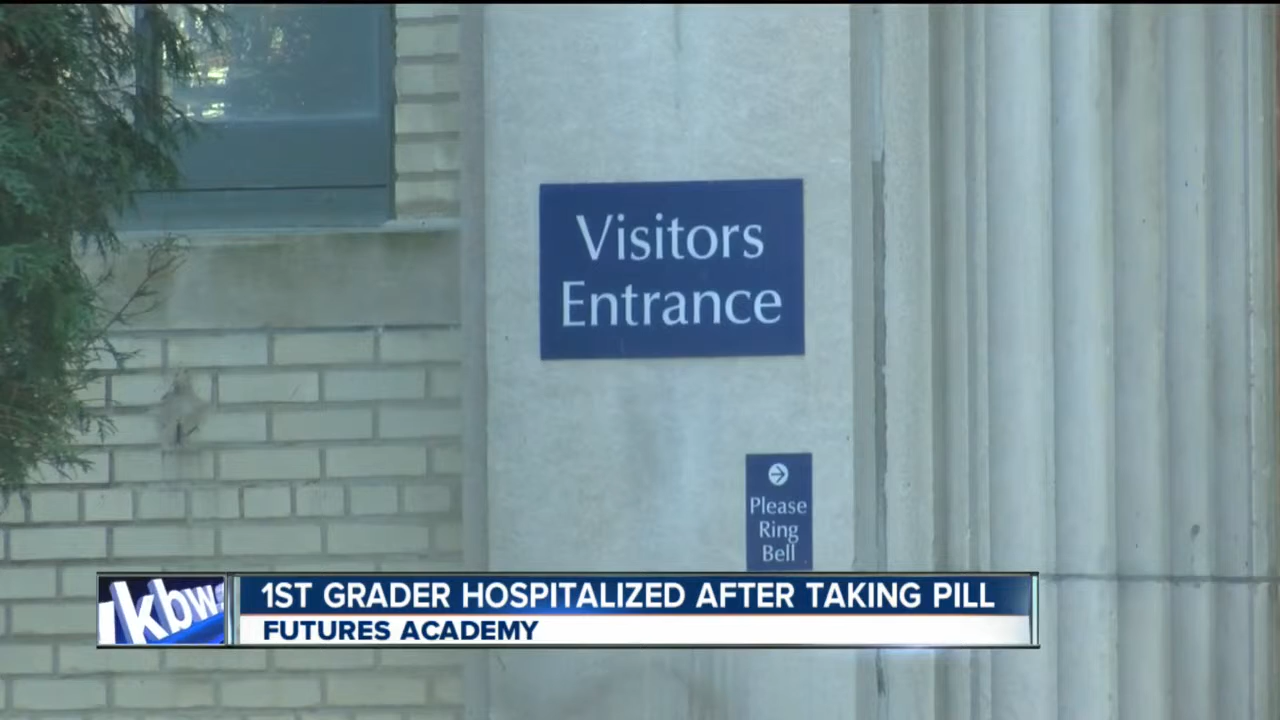 Visitors
Entrance
Please
Ring
Bell
kbw
1ST GRADER HOSPITALIZED AFTER TAKING PILL
FUTURES ACADEMY